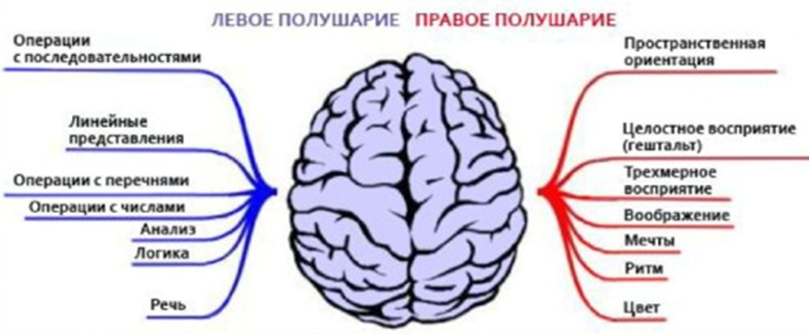 ЛЕВОЕ ПОЛУШАРИЕ ПРАВОЕ ПОЛУШАРИЕ
Операции
с последовательностями
Линейные
представления
Операции с перечнями
Операции с числами
Анализ
Логика
Речь
Пространственная
ориентация
Целостное восприятие
(гештальт)
Трехмерное
восприятие
Воображение
Мечты
Ритм
Цвет